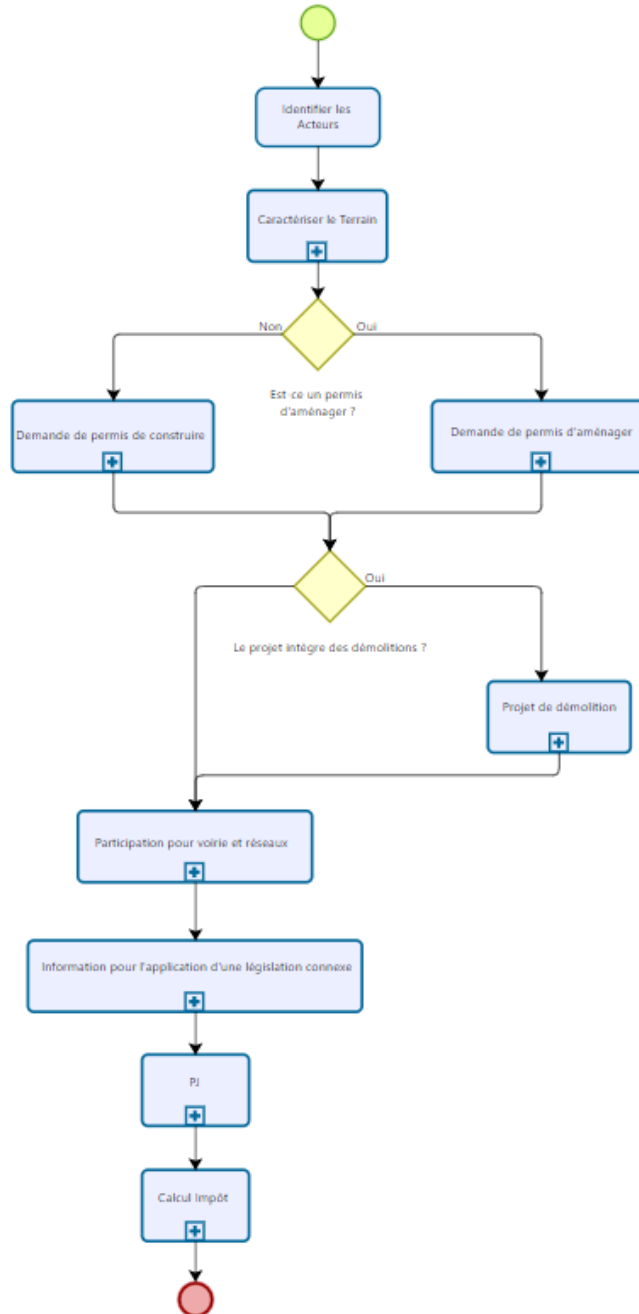 Identifier les
Acteurs
Caractériser le Terrain
Non
Oui
Est-ce un permis
d'aménager ?
Demande de permis de construire
Demande de permis d'aménager
Oui
Le projet intègre des démolitions ?
Projet de démolition
Participation pour voirie et réseaux
Information pour l'application d'une législation connexe
PJ
Calcul Impôt